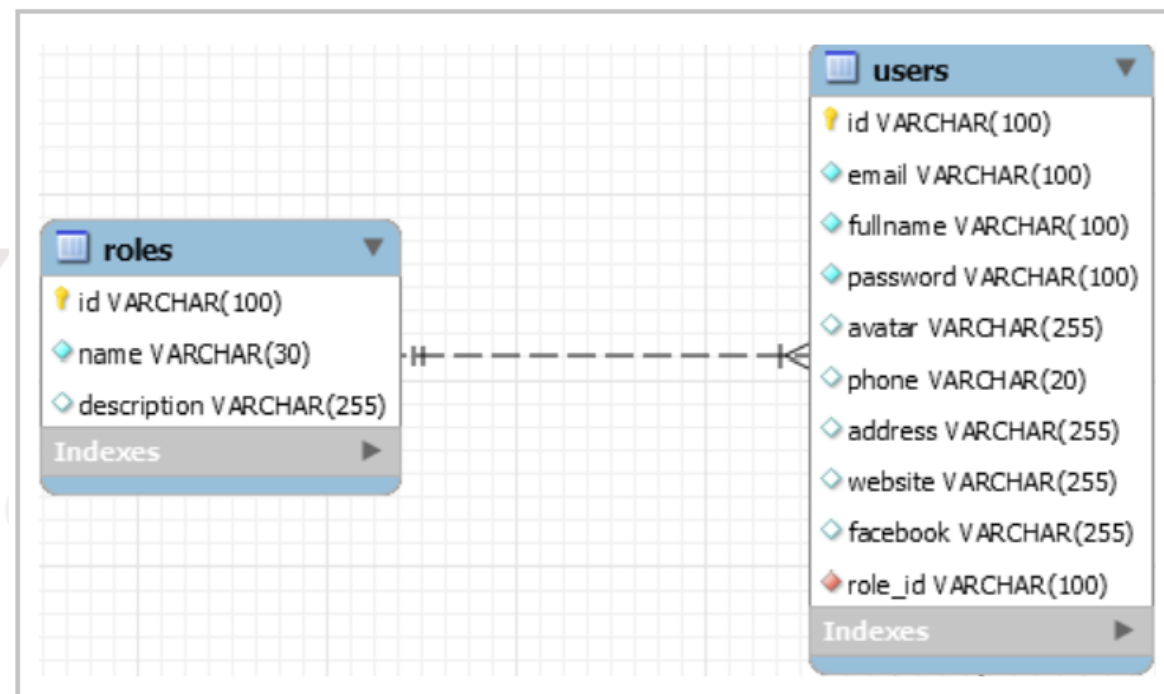 roles
id VARCHAR(100)
name VARCHAR(30)
description VARCHAR(255)
Indexes
users
id VARCHAR(100)
email VARCHAR(100)
fullname VARCHAR(100)
password VARCHAR(100)
avatar VARCHAR(255)
phone VARCHAR(20)
address VARCHAR(255)
website VARCHAR(255)
facebook VARCHAR(255)
role_id VARCHAR(100)
Indexes